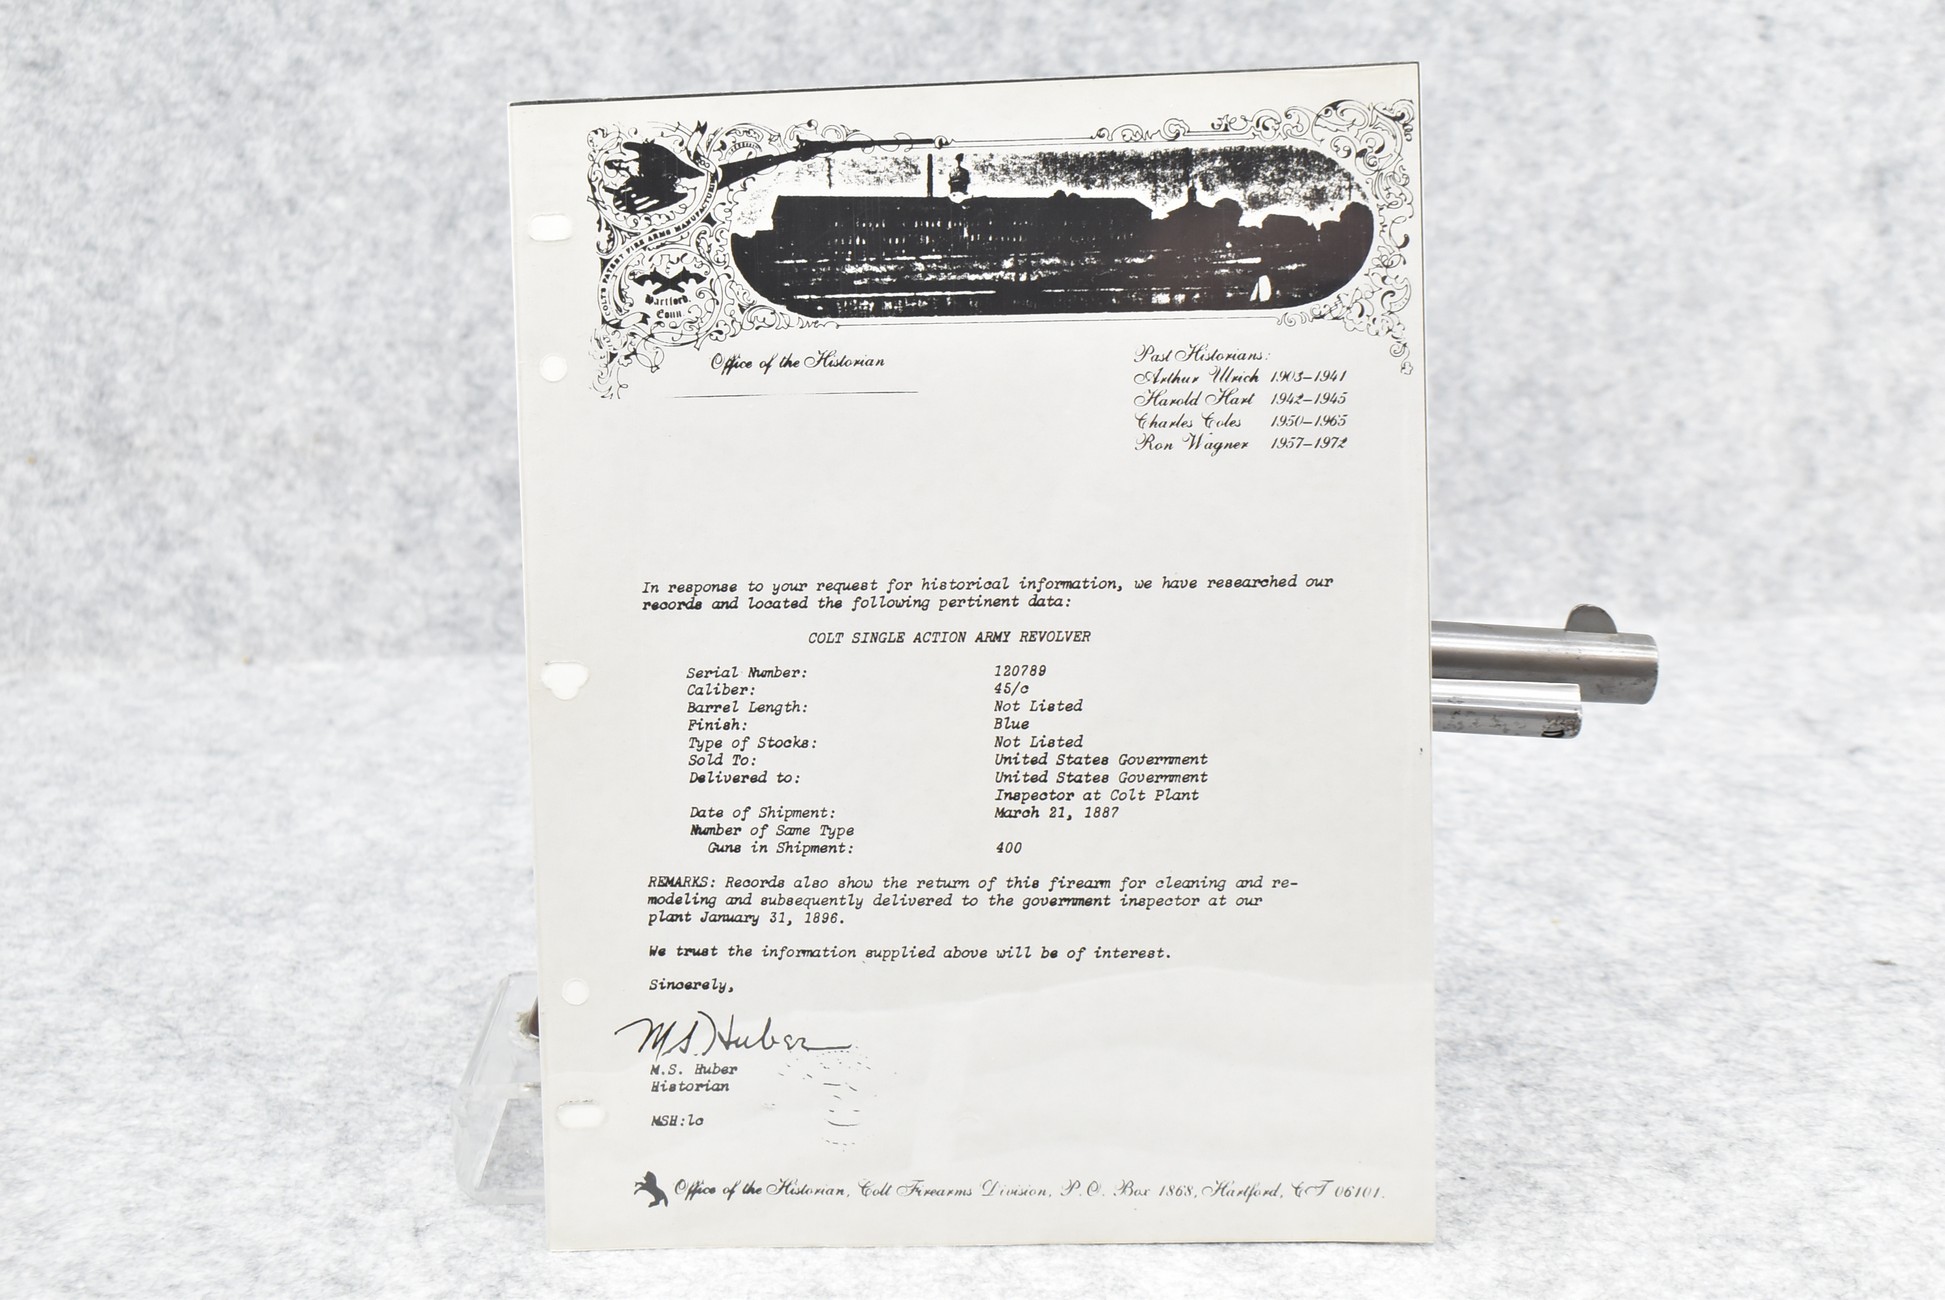 COLT'S PATENT FIRE ARMS MANUFACTURING
Hartford.
Conn.
Office of the Historian
Past Historians:
Arthur Ulrich 1903–1941
Harold Hart 1942–1945
Charles Coles 1950–1965
Ron Wagner 1957–1972
In response to your request for historical information, we have researched our
records and located the following pertinent data:
COLT SINGLE ACTION ARMY REVOLVER
Serial Number: 120789
Caliber: 45/c
Barrel Length: Not Listed
Finish: Blue
Type of Stocks: Not Listed
Sold To: United States Government
Delivered to: United States Government
Inspector at Colt Plant
Date of Shipment: March 21, 1887
Number of Same Type
Guns in Shipment: 400
REMARKS: Records also show the return of this firearm for cleaning and re-
modeling and subsequently delivered to the government inspector at our
plant January 31, 1896.
We trust the information supplied above will be of interest.
Sincerely,
M.S. Huber
M.S. Huber
Historian
MSH:lc
Office of the Historian, Colt Firearms Division, P.O. Box 1868, Hartford, CT 06101.